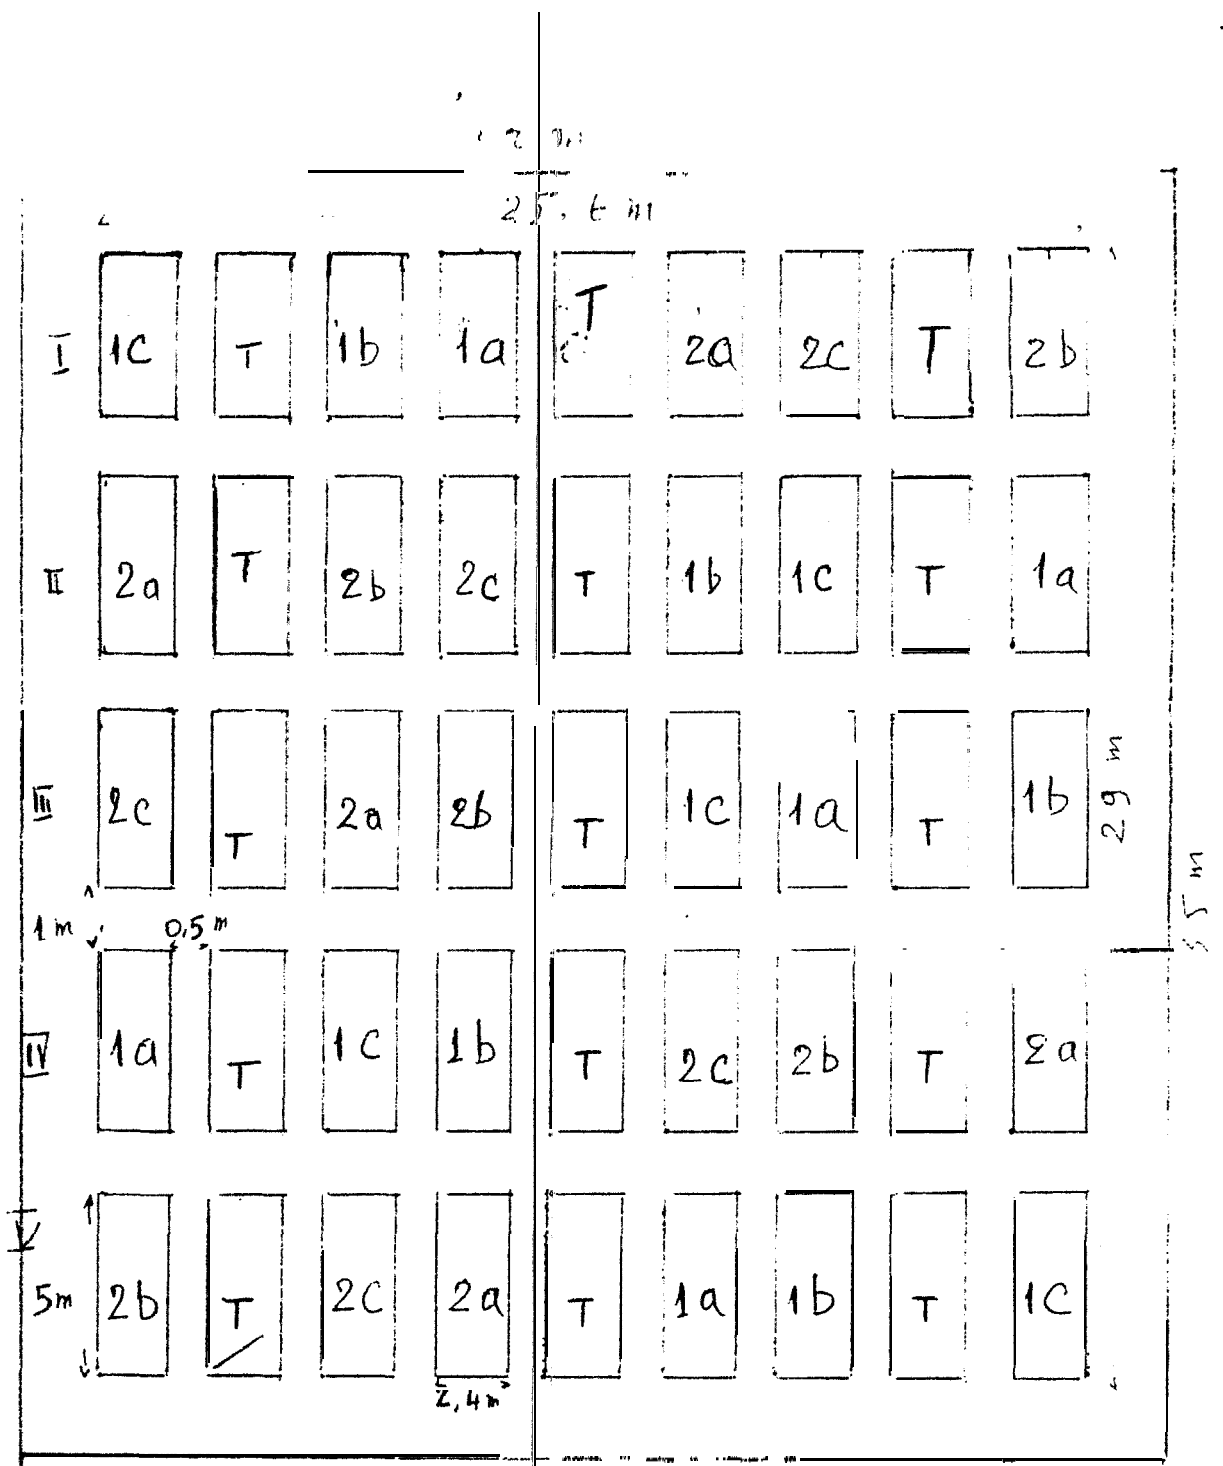 25, 6 m
I 1c T 1b 1a T 2a 2c T 2b
II 2a T 2b 2c T 1b 1c T 1a
III 2c T 2a 2b T 1c 1a T 1b
29 m
1 m 0,5 m
IV 1a T 1c 1b T 2c 2b T 2a
V
5m 2b T 2c 2a T 1a 1b T 1c
2,4 m